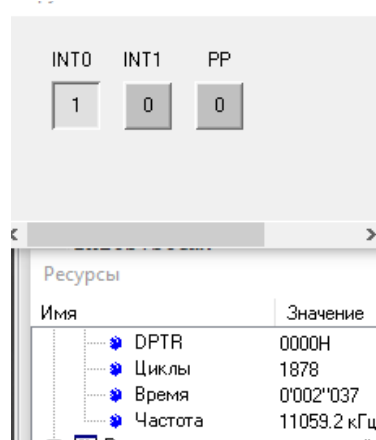 INT0 INT1 PP
1 0 0
Ресурсы
Имя Значение
DPTR 0000H
Циклы 1878
Время 0'002"037
Частота 11059.2 кГц